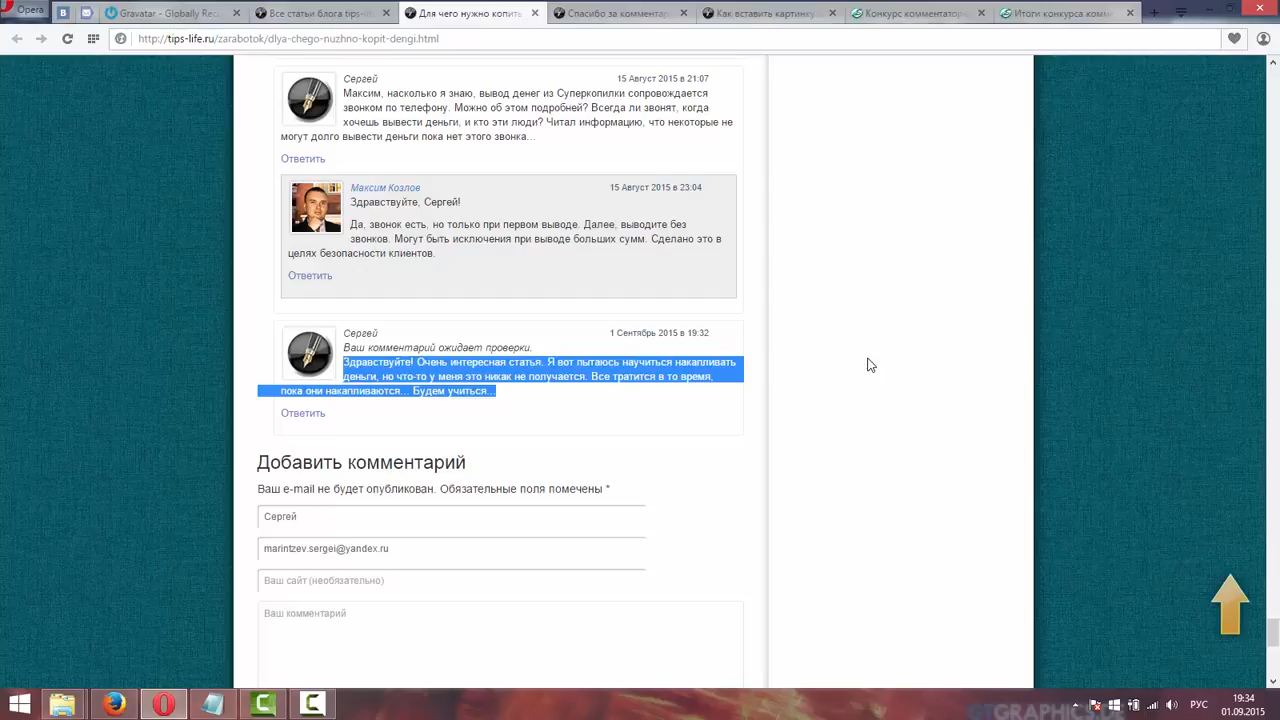 Opera
Gravatar - Globally Rec
Все статьи блога tips-li
Для чего нужно копить
Спасибо за комментар
Как вставить картинку
Конкурс комментатор
Итоги конкурса комме
http://tips-life.ru/zarabotok/dlya-chego-nuzhno-kopit-dengi.html
Сергей 15 Август 2015 в 21:07
Максим, насколько я знаю, вывод денег из Суперкопилки сопровождается
звонком по телефону. Можно об этом подробней? Всегда ли звонят, когда
хочешь вывести деньги, и кто эти люди? Читал информацию, что некоторые не
могут долго вывести деньги пока нет этого звонка...
Ответить
Максим Козлов 15 Август 2015 в 23:04
Здравствуйте, Сергей!
Да, звонок есть, но только при первом выводе. Далее, выводите без
звонков. Могут быть исключения при выводе больших сумм. Сделано это в
целях безопасности клиентов.
Ответить
Сергей 1 Сентябрь 2015 в 19:32
Ваш комментарий ожидает проверки.
Здравствуйте! Очень интересная статья. Я вот пытаюсь научиться накапливать
деньги, но что-то у меня это никак не получается. Все тратится в то время,
пока они накапливаются... Будем учиться...
Ответить
Добавить комментарий
Ваш e-mail не будет опубликован. Обязательные поля помечены *
Сергей
marintzev.sergei@yandex.ru
Ваш сайт (необязательно)
Ваш комментарий
РУС
19:34
01.09.2015